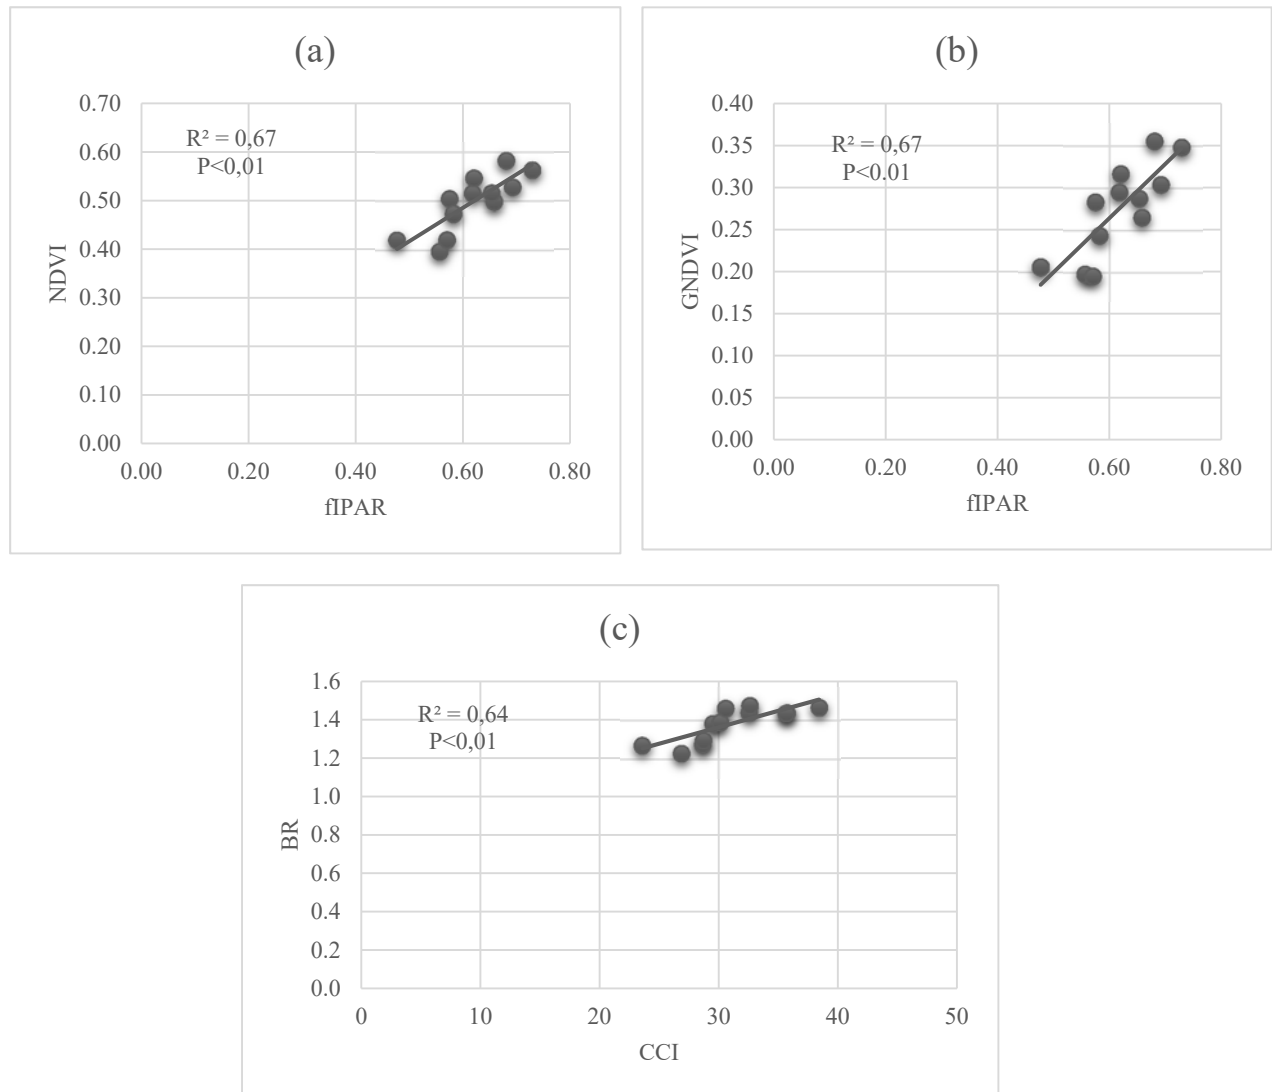 (a)
0.70
0.60
0.50
0.40
0.30
0.20
0.10
0.00
NDVI
R² = 0,67
P<0,01
0.00 0.20 0.40 0.60 0.80
fIPAR
(b)
0.40
0.35
0.30
0.25
0.20
0.15
0.10
0.05
0.00
GNDVI
R² = 0,67
P<0.01
0.00 0.20 0.40 0.60 0.80
fIPAR
(c)
1.6
1.4
1.2
1.0
0.8
0.6
0.4
0.2
0.0
BR
R² = 0,64
P<0,01
0 10 20 30 40 50
CCI